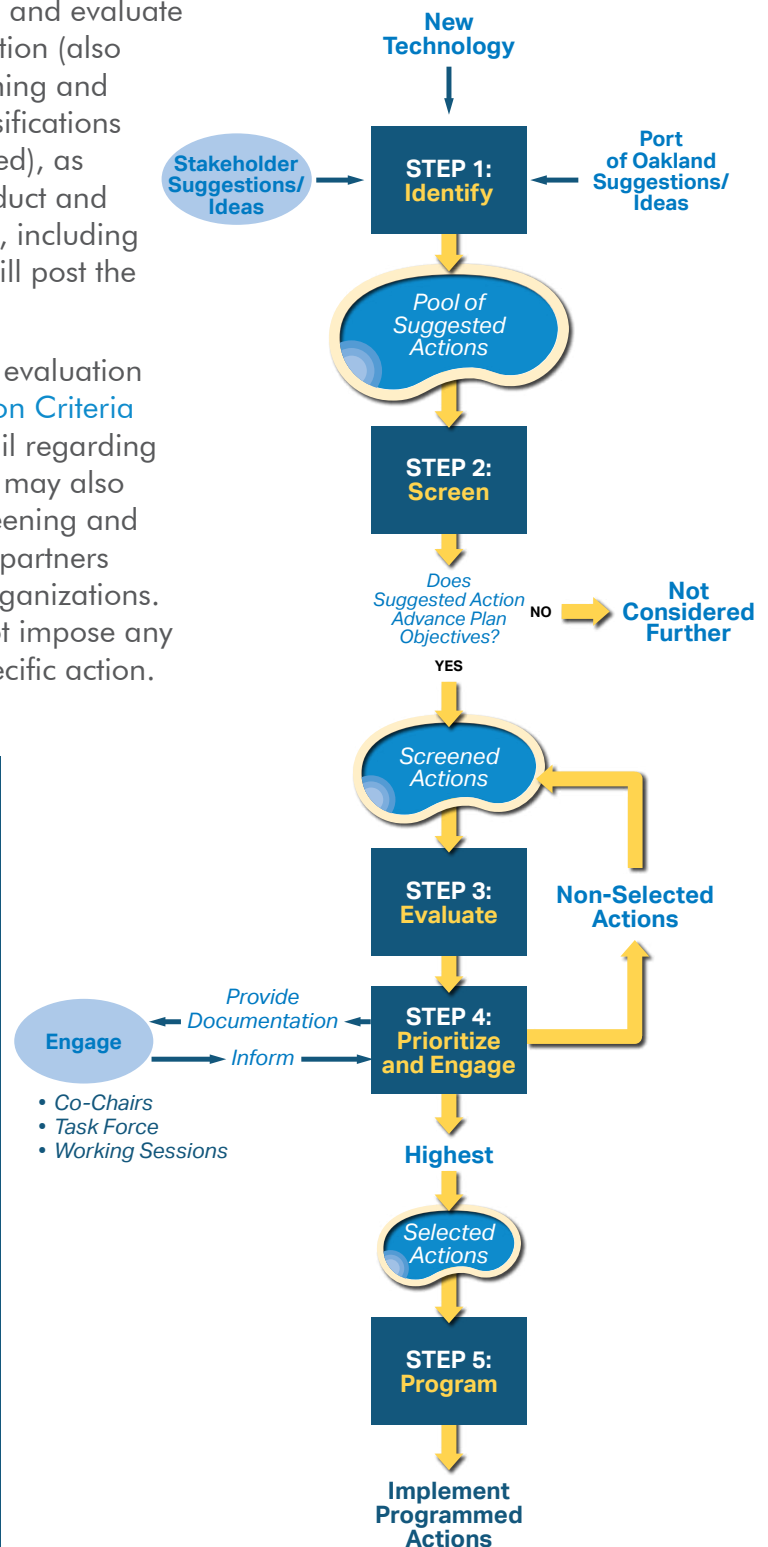 and evaluate
tion (also
ning and
sifications
ed), as
duct and
, including
ill post the
evaluation
on Criteria
il regarding
may also
eening and
partners
ganizations.
ot impose any
ecific action.
New
Technology
Stakeholder
Suggestions/
Ideas
STEP 1:
Identify
Port
of Oakland
Suggestions/
Ideas
Pool of
Suggested
Actions
STEP 2:
Screen
Does
Suggested Action
Advance Plan
Objectives?
NO
Not
Considered
Further
YES
Screened
Actions
STEP 3:
Evaluate
Non-Selected
Actions
STEP 4:
Prioritize
and Engage
Provide
Documentation
Engage
Inform
• Co-Chairs
• Task Force
• Working Sessions
Highest
Selected
Actions
STEP 5:
Program
Implement
Programmed
Actions